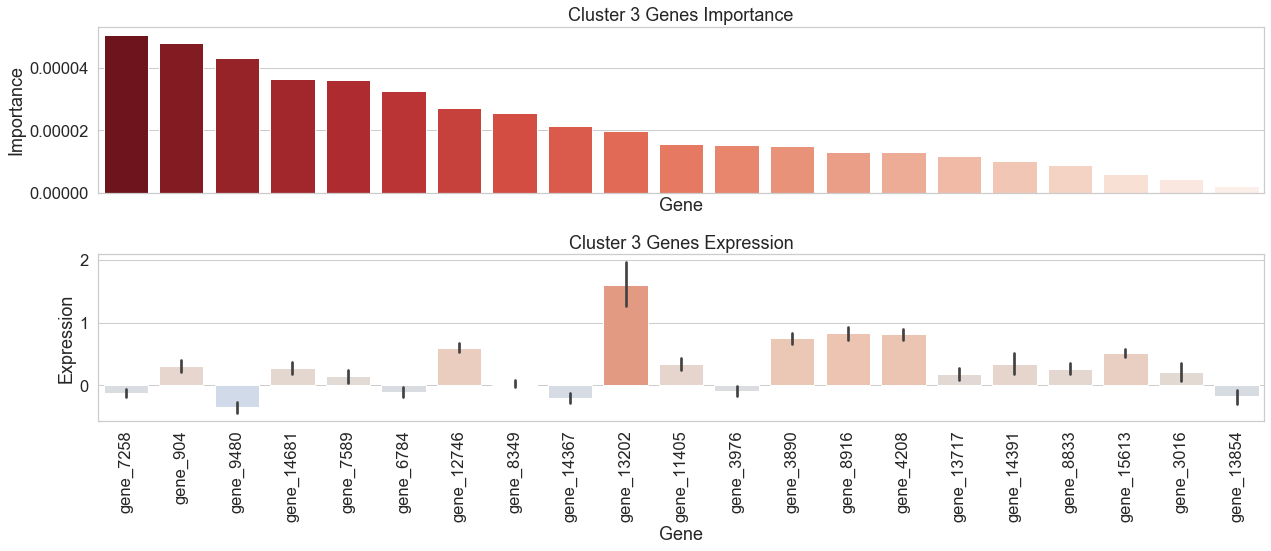 Cluster 3 Genes Importance
Importance
0.00004
0.00002
0.00000
Gene
Cluster 3 Genes Expression
Expression
2
1
0
gene_7258
gene_904
gene_9480
gene_14681
gene_7589
gene_6784
gene_12746
gene_8349
gene_14367
gene_13202
gene_11405
gene_3976
gene_3890
gene_8916
gene_4208
gene_13717
gene_14391
gene_8833
gene_15613
gene_3016
gene_13854
Gene